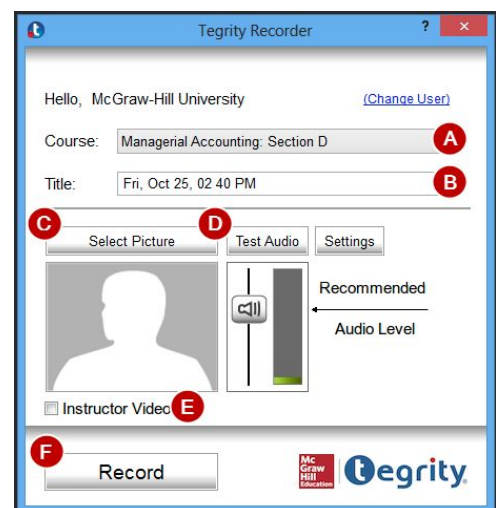 Tegrity Recorder ? ×
Hello, McGraw-Hill University (Change User)
Course: Managerial Accounting: Section D A
Title: Fri, Oct 25, 02 40 PM B
C D
Select Picture Test Audio Settings
Recommended
Audio Level
Instructor Video E
F
Record
Mc
Graw
Hill
Education
tegrity